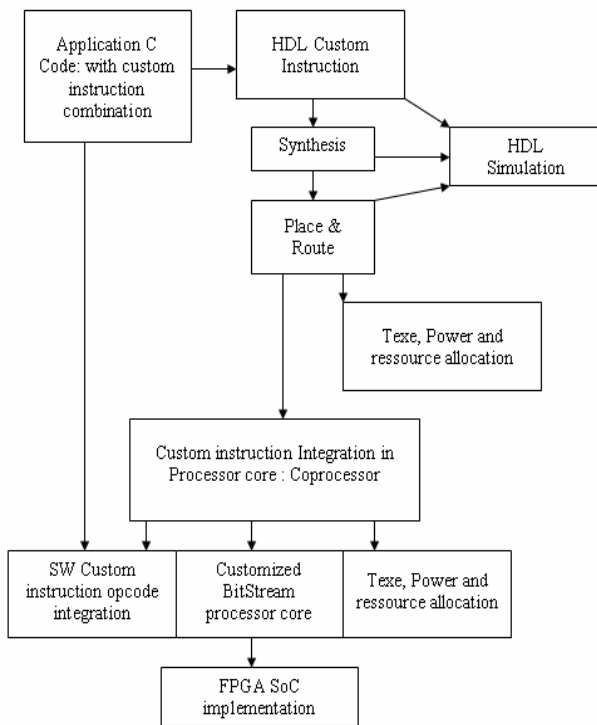 Application C
Code: with custom
instruction
combination
HDL Custom
Instruction
Synthesis
HDL
Simulation
Place &
Route
Texe, Power and
ressource allocation
Custom instruction Integration in
Processor core : Coprocessor
SW Custom
instruction opcode
integration
Customized
BitStream
processor core
Texe, Power and
ressource allocation
FPGA SoC
implementation